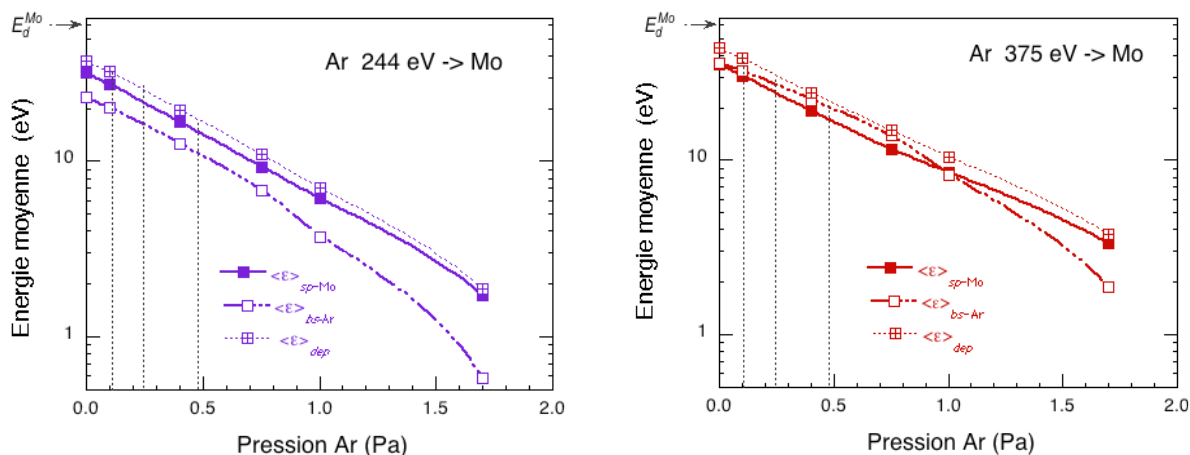 E_d^Mo
Ar 244 eV -> Mo
Energie moyenne (eV)
10
1
<ε>sp-Mo
<ε>bs-Ar
<ε>dep
0.0 0.5 1.0 1.5 2.0
Pression Ar (Pa)
E_d^Mo
Ar 375 eV -> Mo
Energie moyenne (eV)
10
1
<ε>sp-Mo
<ε>bs-Ar
<ε>dep
0.0 0.5 1.0 1.5 2.0
Pression Ar (Pa)